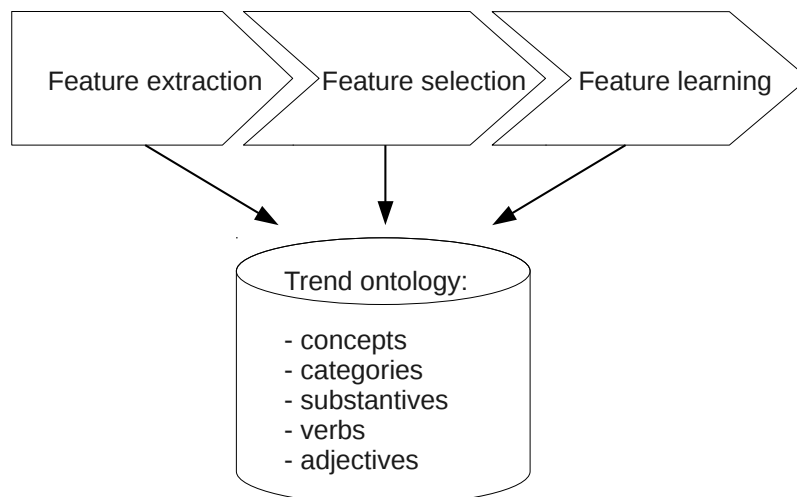 Feature extraction
Feature selection
Feature learning
Trend ontology:
- concepts
- categories
- substantives
- verbs
- adjectives